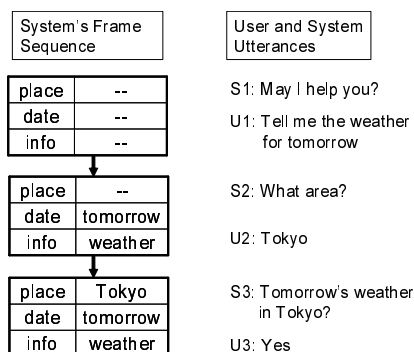 System's Frame
Sequence
User and System
Utterances
place --
date --
info --
S1: May I help you?
U1: Tell me the weather
for tomorrow
place --
date tomorrow
info weather
S2: What area?
U2: Tokyo
place Tokyo
date tomorrow
info weather
S3: Tomorrow's weather
in Tokyo?
U3: Yes